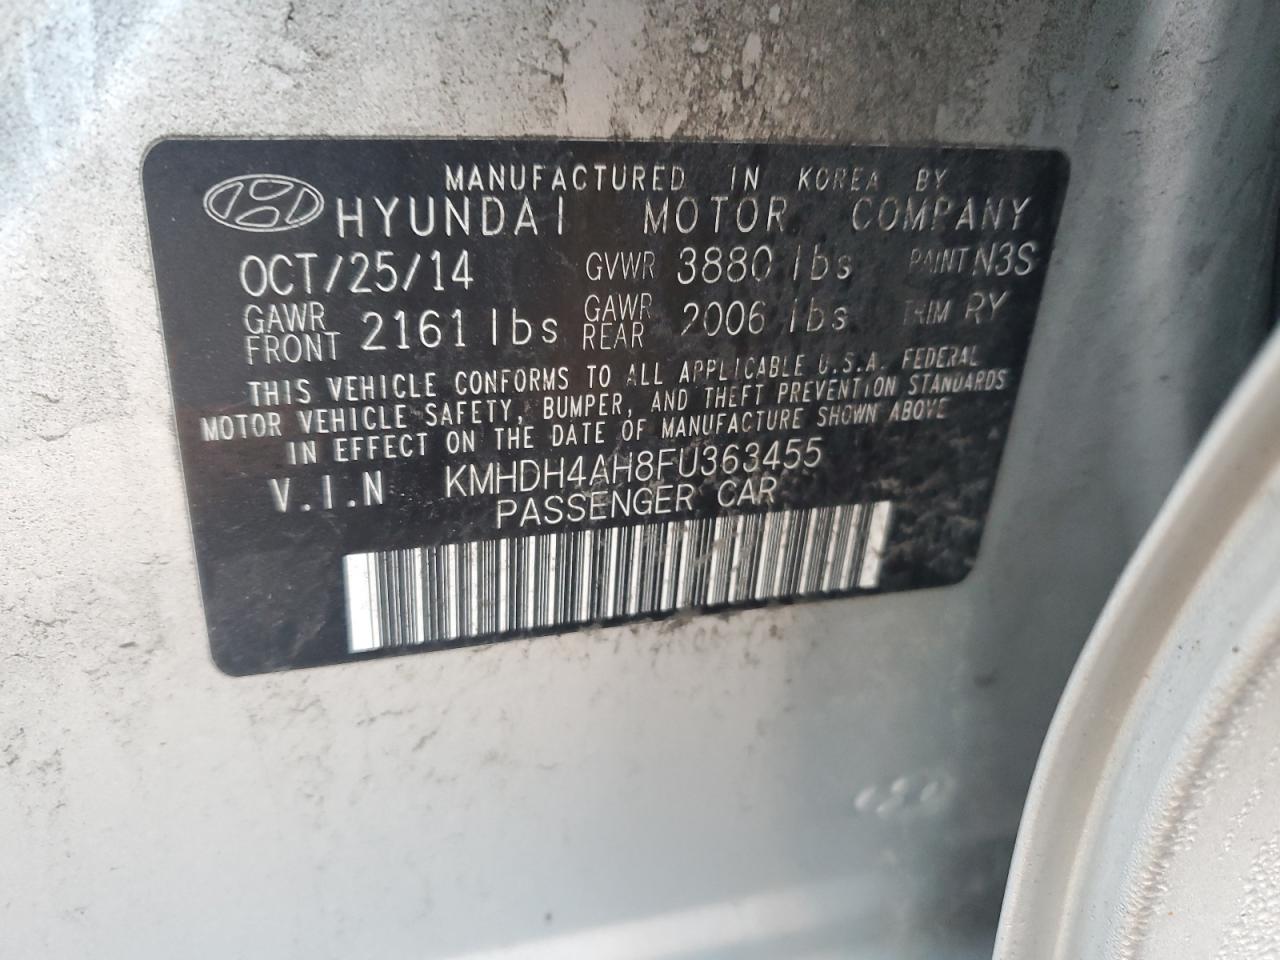 MANUFACTURED IN KOREA BY
HYUNDAI MOTOR COMPANY
OCT/25/14 GVWR 3880 lbs PAINT N3S
GAWR FRONT 2161 lbs GAWR REAR 2006 lbs TRIM RY
THIS VEHICLE CONFORMS TO ALL APPLICABLE U.S.A. FEDERAL
MOTOR VEHICLE SAFETY, BUMPER, AND THEFT PREVENTION STANDARDS
IN EFFECT ON THE DATE OF MANUFACTURE SHOWN ABOVE
V.I.N KMHDH4AH8FU363455
PASSENGER CAR